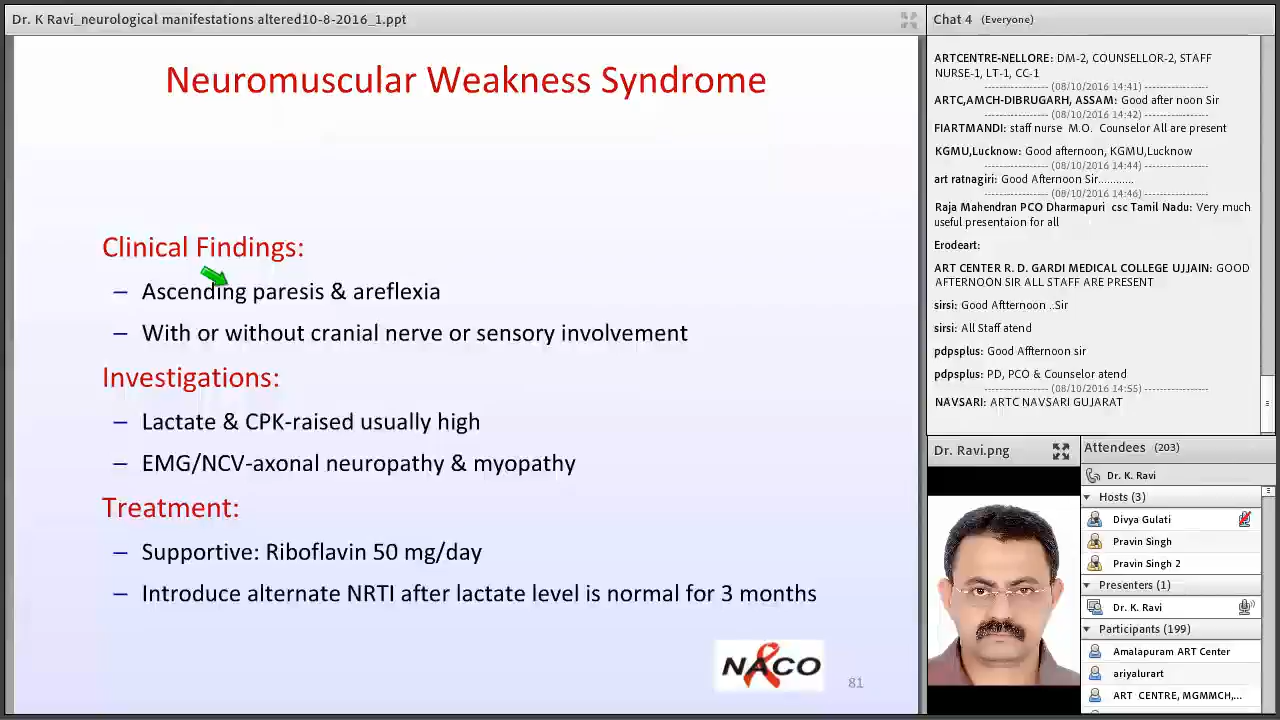 Dr. K Ravi_neurological manifestations altered10-8-2016_1.ppt
Neuromuscular Weakness Syndrome
Clinical Findings:
– Ascending paresis & areflexia
– With or without cranial nerve or sensory involvement
Investigations:
– Lactate & CPK-raised usually high
– EMG/NCV-axonal neuropathy & myopathy
Treatment:
– Supportive: Riboflavin 50 mg/day
– Introduce alternate NRTI after lactate level is normal for 3 months
NACO
81
Chat 4 (Everyone)
ARTCENTRE-NELLORE: DM-2, COUNSELLOR-2, STAFF
NURSE-1, LT-1, CC-1
------------------ (08/10/2016 14:41) ------------------
ARTC,AMCH-DIBRUGARH, ASSAM: Good after noon Sir
------------------ (08/10/2016 14:42) ------------------
FIARTMANDI: staff nurse M.O. Counselor All are present
KGMU,Lucknow: Good afternoon, KGMU,Lucknow
------------------ (08/10/2016 14:44) ------------------
art ratnagiri: Good Afternoon Sir...........
------------------ (08/10/2016 14:46) ------------------
Raja Mahendran PCO Dharmapuri csc Tamil Nadu: Very much
useful presentaion for all
Erodeart:
ART CENTER R. D. GARDI MEDICAL COLLEGE UJJAIN: GOOD
AFTERNOON SIR ALL STAFF ARE PRESENT
sirsi: Good Aftternoon ..Sir
sirsi: All Staff atend
pdpsplus: Good Affternoon sir
pdpsplus: PD, PCO & Counselor atend
------------------ (08/10/2016 14:55) ------------------
NAVSARI: ARTC NAVSARI GUJARAT
Dr. Ravi.png
Attendees (203)
Dr. K. Ravi
Hosts (3)
Divya Gulati
Pravin Singh
Pravin Singh 2
Presenters (1)
Dr. K. Ravi
Participants (199)
Amalapuram ART Center
ariyalurart
ART CENTRE, MGMMCH,...